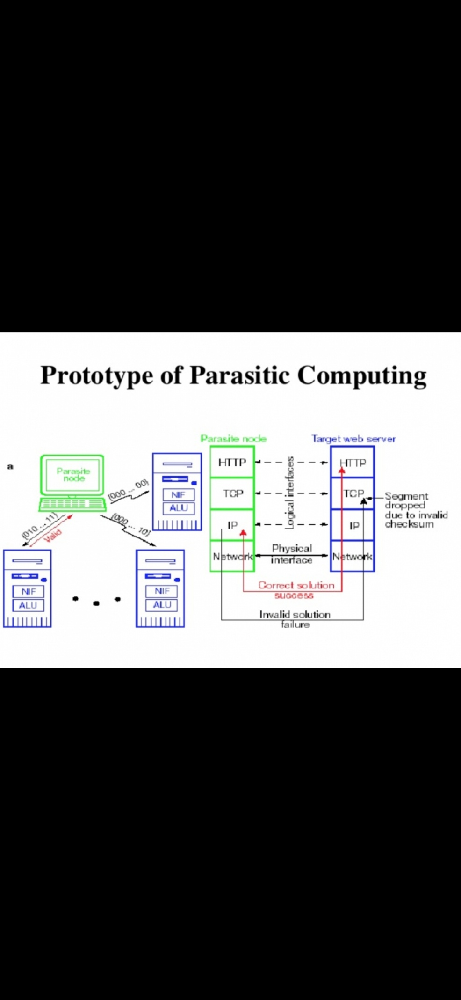 Prototype of Parasitic Computing
a
Parasite
node
{000 ... 00}
{000 ... 10}
{010 ... 11}
Valid
NIF
ALU
NIF
ALU
NIF
ALU
Parasite node
HTTP
TCP
IP
Network
Logical interfaces
Physical
interface
Target web server
HTTP
TCP
IP
Network
Segment
dropped
due to invalid
checksum
Correct solution
success
Invalid solution
failure